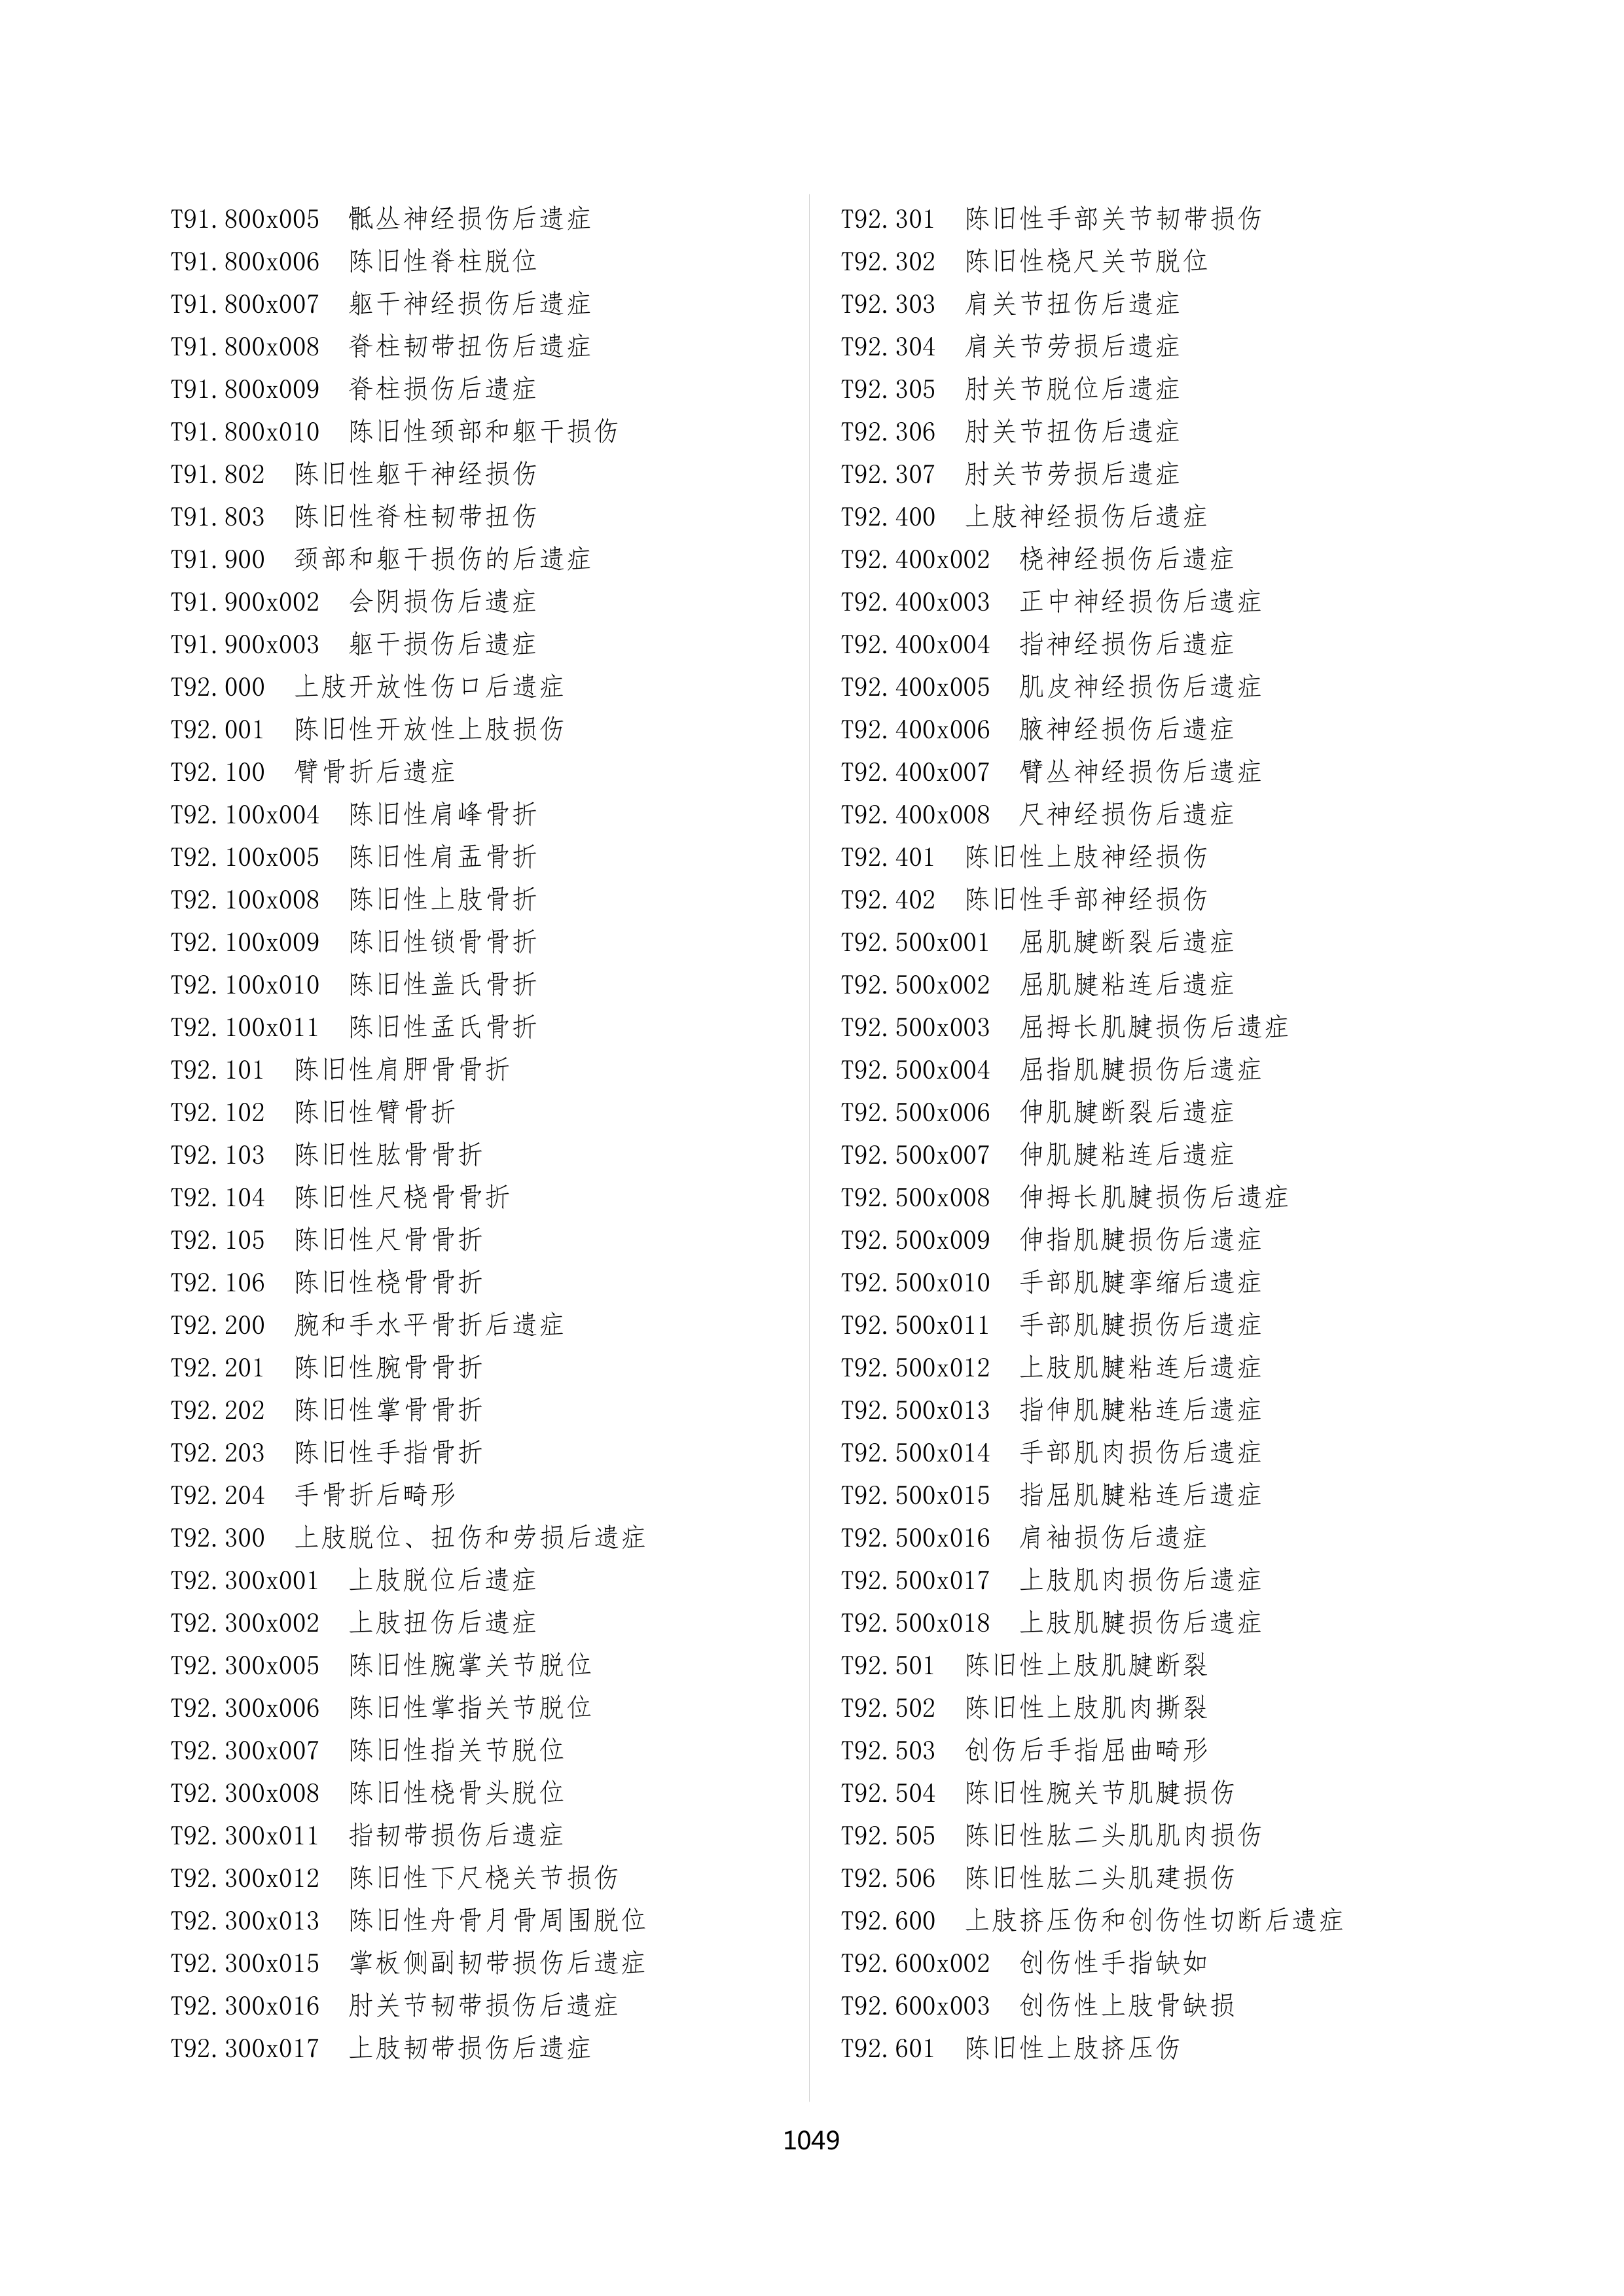 T91.800x005 骶丛神经损伤后遗症
T91.800x006 陈旧性脊柱脱位
T91.800x007 躯干神经损伤后遗症
T91.800x008 脊柱韧带扭伤后遗症
T91.800x009 脊柱损伤后遗症
T91.800x010 陈旧性颈部和躯干损伤
T91.802 陈旧性躯干神经损伤
T91.803 陈旧性脊柱韧带扭伤
T91.900 颈部和躯干损伤的后遗症
T91.900x002 会阴损伤后遗症
T91.900x003 躯干损伤后遗症
T92.000 上肢开放性伤口后遗症
T92.001 陈旧性开放性上肢损伤
T92.100 臂骨折后遗症
T92.100x004 陈旧性肩峰骨折
T92.100x005 陈旧性肩盂骨折
T92.100x008 陈旧性上肢骨折
T92.100x009 陈旧性锁骨骨折
T92.100x010 陈旧性盖氏骨折
T92.100x011 陈旧性孟氏骨折
T92.101 陈旧性肩胛骨骨折
T92.102 陈旧性臂骨折
T92.103 陈旧性肱骨骨折
T92.104 陈旧性尺桡骨骨折
T92.105 陈旧性尺骨骨折
T92.106 陈旧性桡骨骨折
T92.200 腕和手水平骨折后遗症
T92.201 陈旧性腕骨骨折
T92.202 陈旧性掌骨骨折
T92.203 陈旧性手指骨折
T92.204 手骨折后畸形
T92.300 上肢脱位、扭伤和劳损后遗症
T92.300x001 上肢脱位后遗症
T92.300x002 上肢扭伤后遗症
T92.300x005 陈旧性腕掌关节脱位
T92.300x006 陈旧性掌指关节脱位
T92.300x007 陈旧性指关节脱位
T92.300x008 陈旧性桡骨头脱位
T92.300x011 指韧带损伤后遗症
T92.300x012 陈旧性下尺桡关节损伤
T92.300x013 陈旧性舟骨月骨周围脱位
T92.300x015 掌板侧副韧带损伤后遗症
T92.300x016 肘关节韧带损伤后遗症
T92.300x017 上肢韧带损伤后遗症
T92.301 陈旧性手部关节韧带损伤
T92.302 陈旧性桡尺关节脱位
T92.303 肩关节扭伤后遗症
T92.304 肩关节劳损后遗症
T92.305 肘关节脱位后遗症
T92.306 肘关节扭伤后遗症
T92.307 肘关节劳损后遗症
T92.400 上肢神经损伤后遗症
T92.400x002 桡神经损伤后遗症
T92.400x003 正中神经损伤后遗症
T92.400x004 指神经损伤后遗症
T92.400x005 肌皮神经损伤后遗症
T92.400x006 腋神经损伤后遗症
T92.400x007 臂丛神经损伤后遗症
T92.400x008 尺神经损伤后遗症
T92.401 陈旧性上肢神经损伤
T92.402 陈旧性手部神经损伤
T92.500x001 屈肌腱断裂后遗症
T92.500x002 屈肌腱粘连后遗症
T92.500x003 屈拇长肌腱损伤后遗症
T92.500x004 屈指肌腱损伤后遗症
T92.500x006 伸肌腱断裂后遗症
T92.500x007 伸肌腱粘连后遗症
T92.500x008 伸拇长肌腱损伤后遗症
T92.500x009 伸指肌腱损伤后遗症
T92.500x010 手部肌腱挛缩后遗症
T92.500x011 手部肌腱损伤后遗症
T92.500x012 上肢肌腱粘连后遗症
T92.500x013 指伸肌腱粘连后遗症
T92.500x014 手部肌肉损伤后遗症
T92.500x015 指屈肌腱粘连后遗症
T92.500x016 肩袖损伤后遗症
T92.500x017 上肢肌肉损伤后遗症
T92.500x018 上肢肌腱损伤后遗症
T92.501 陈旧性上肢肌腱断裂
T92.502 陈旧性上肢肌肉撕裂
T92.503 创伤后手指屈曲畸形
T92.504 陈旧性腕关节肌腱损伤
T92.505 陈旧性肱二头肌肌肉损伤
T92.506 陈旧性肱二头肌建损伤
T92.600 上肢挤压伤和创伤性切断后遗症
T92.600x002 创伤性手指缺如
T92.600x003 创伤性上肢骨缺损
T92.601 陈旧性上肢挤压伤
1049